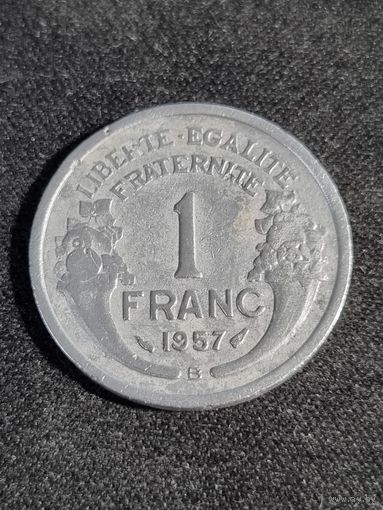 LIBERTE · EGALITE
FRATERNITE
1
FRANC
1957
B